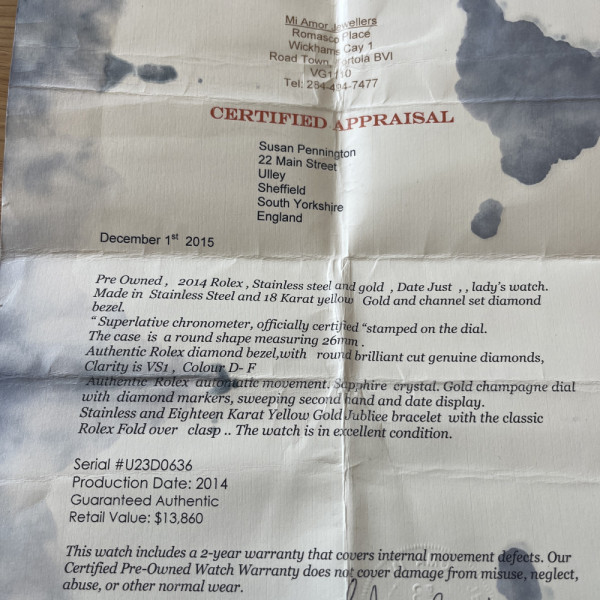 Mi Amor Jewellers
Romasco Place
Wickhams Cay 1
Road Town, Tortola BVI
VG1110
Tel: 284-494-7477
CERTIFIED APPRAISAL
Susan Pennington
22 Main Street
Ulley
Sheffield
South Yorkshire
England
December 1st 2015
Pre Owned , 2014 Rolex , Stainless steel and gold , Date Just , , lady's watch.
Made in Stainless Steel and 18 Karat yellow Gold and channel set diamond
bezel.
" Superlative chronometer, officially certified "stamped on the dial.
The case is a round shape measuring 26mm .
Authentic Rolex diamond bezel,with round brilliant cut genuine diamonds,
Clarity is VS1 , Colour D- F
Authentic Rolex automatic movement. Sapphire crystal. Gold champagne dial
with diamond markers, sweeping second hand and date display.
Stainless and Eighteen Karat Yellow Gold Jubliee bracelet with the classic
Rolex Fold over clasp .. The watch is in excellent condition.
Serial #U23D0636
Production Date: 2014
Guaranteed Authentic
Retail Value: $13,860
This watch includes a 2-year warranty that covers internal movement defects. Our
Certified Pre-Owned Watch Warranty does not cover damage from misuse, neglect,
abuse, or other normal wear.